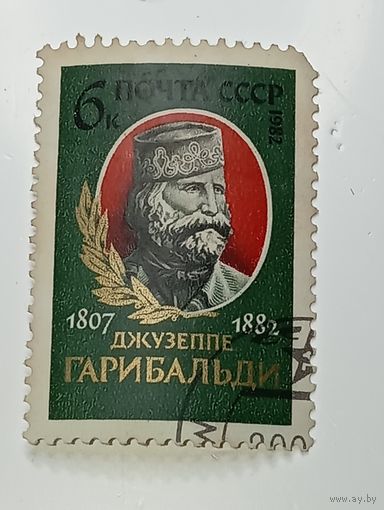 6к ПОЧТА СССР
1982
1807 1882
ДЖУЗЕППЕ
ГАРИБАЛЬДИ
www.ay.by